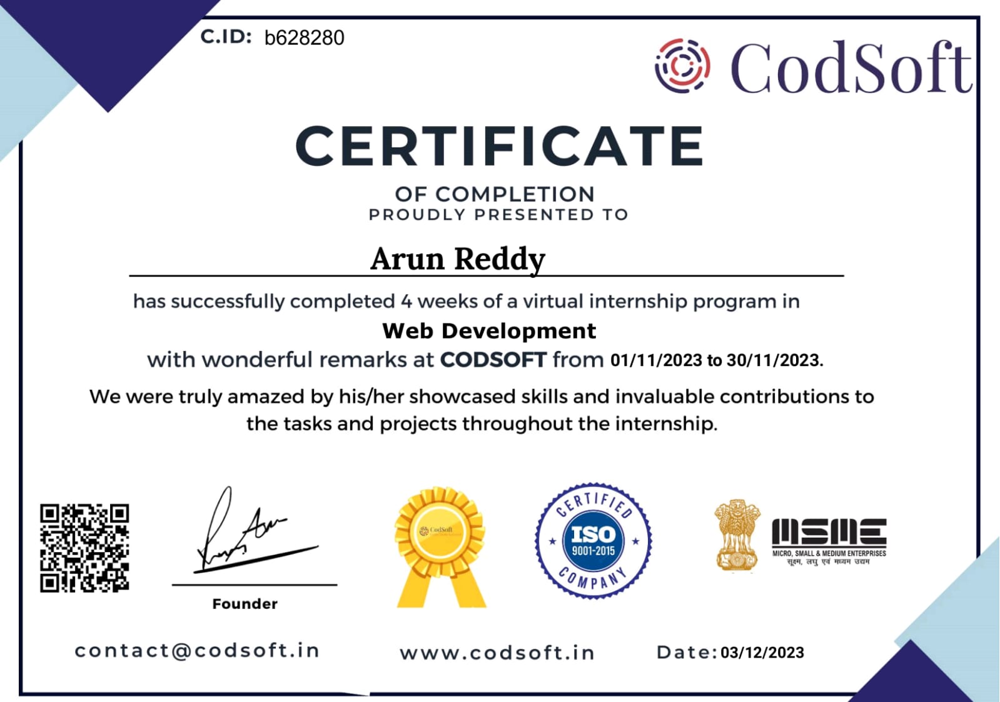 C.ID: b628280
CodSoft
CERTIFICATE
OF COMPLETION
PROUDLY PRESENTED TO
Arun Reddy
has successfully completed 4 weeks of a virtual internship program in
Web Development
with wonderful remarks at CODSOFT from 01/11/2023 to 30/11/2023.
We were truly amazed by his/her showcased skills and invaluable contributions to
the tasks and projects throughout the internship.
Founder
CodSoft
CERTIFIED
ISO
9001-2015
COMPANY
MSME
MICRO, SMALL & MEDIUM ENTERPRISES
सूक्ष्म, लघु एवं मध्यम उद्यम
contact@codsoft.in
www.codsoft.in
Date: 03/12/2023